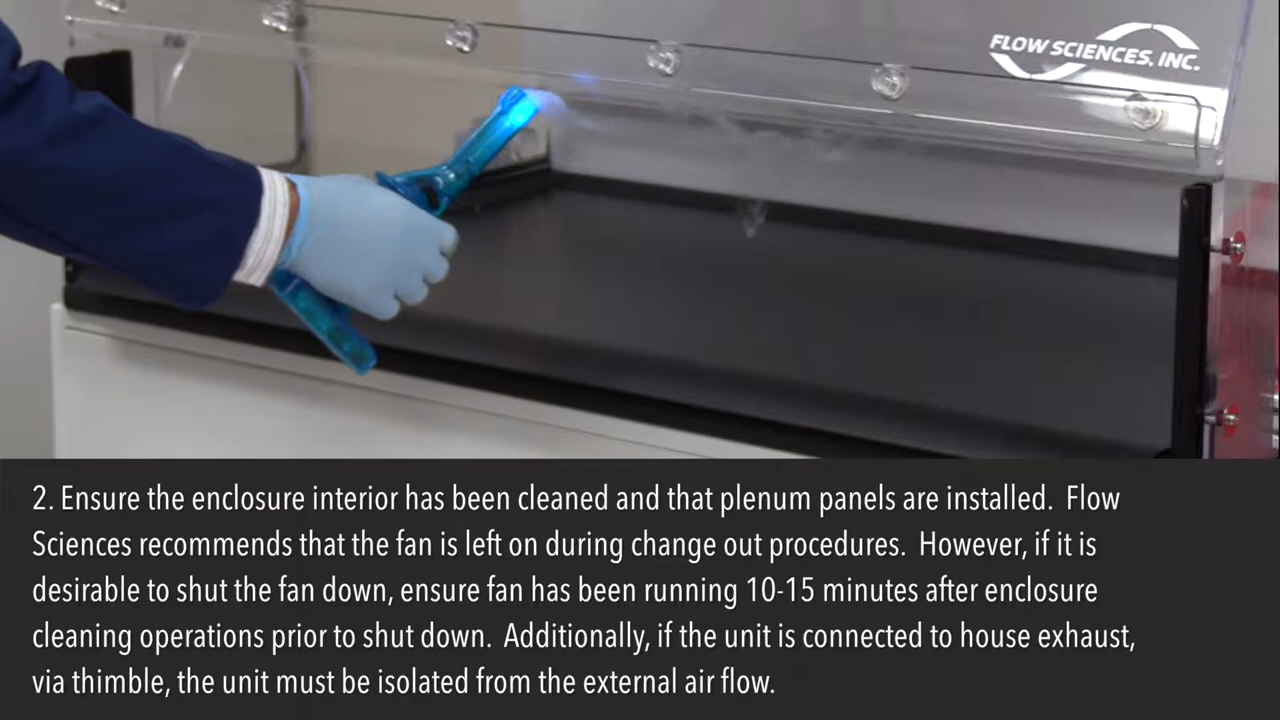 FLOW SCIENCES, INC.
2. Ensure the enclosure interior has been cleaned and that plenum panels are installed. Flow
Sciences recommends that the fan is left on during change out procedures. However, if it is
desirable to shut the fan down, ensure fan has been running 10-15 minutes after enclosure
cleaning operations prior to shut down. Additionally, if the unit is connected to house exhaust,
via thimble, the unit must be isolated from the external air flow.